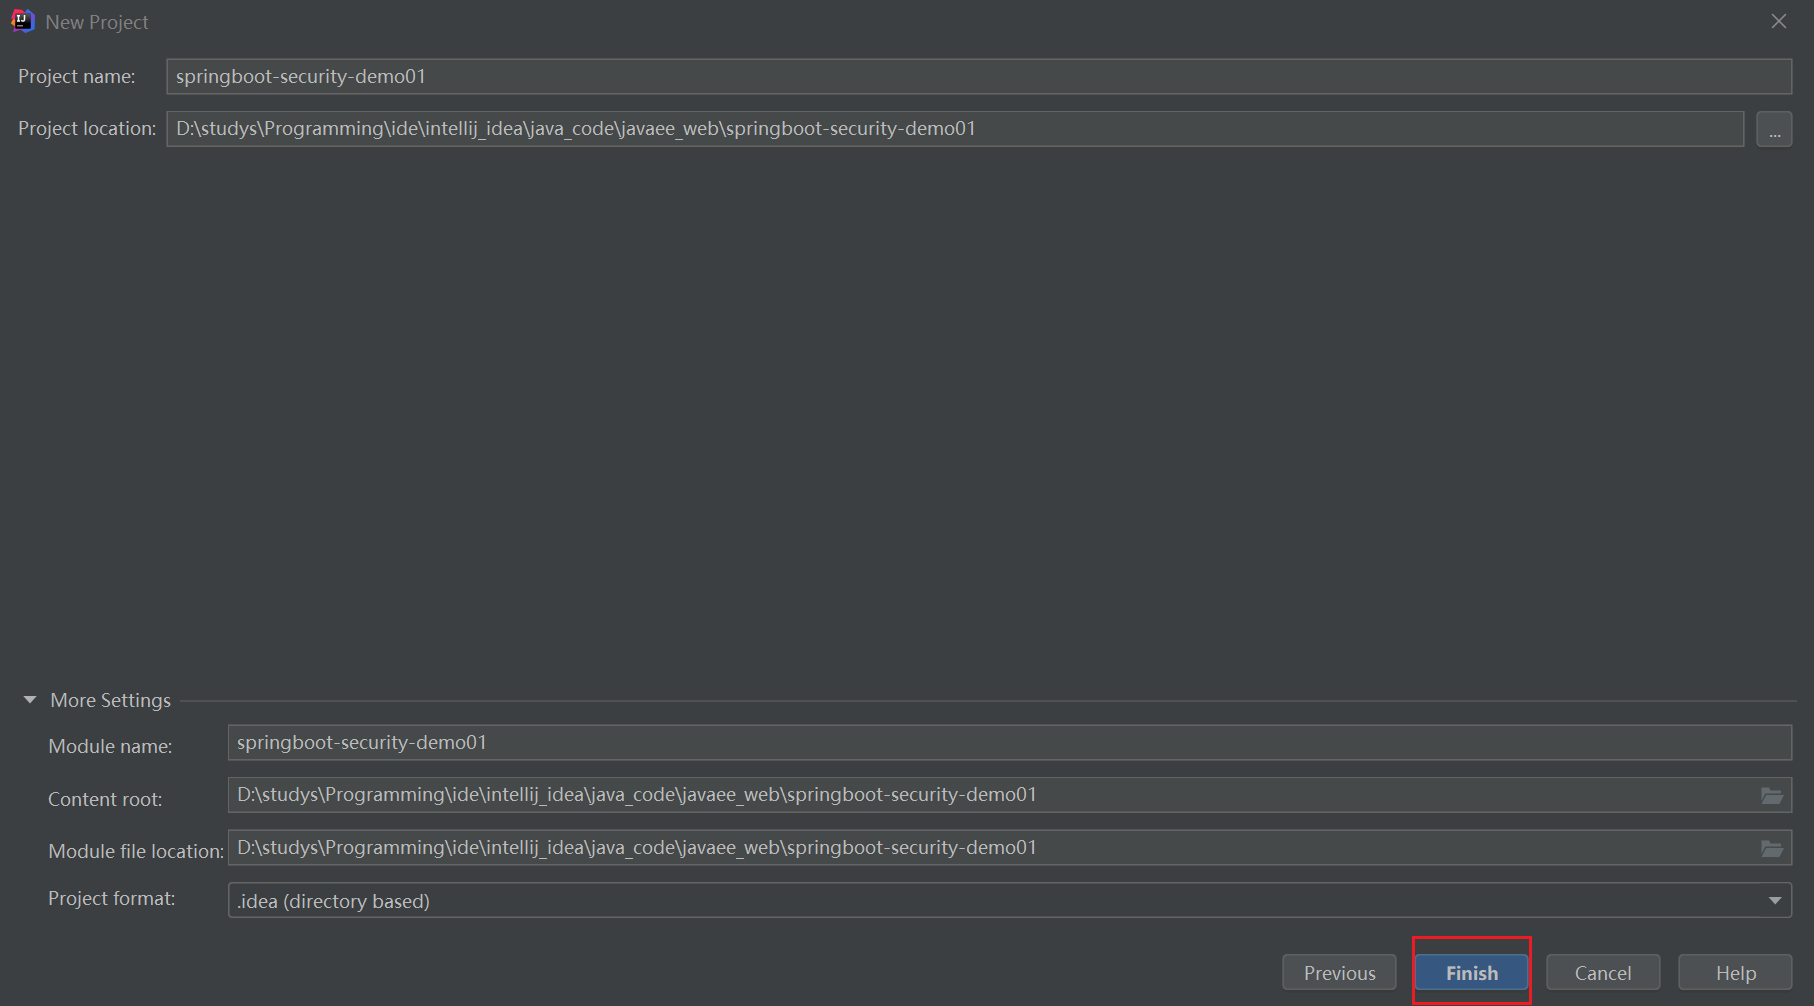 New Project
Project name: springboot-security-demo01
Project location: D:\studys\Programming\ide\intellij_idea\java_code\javaee_web\springboot-security-demo01 ...
More Settings
Module name: springboot-security-demo01
Content root: D:\studys\Programming\ide\intellij_idea\java_code\javaee_web\springboot-security-demo01
Module file location: D:\studys\Programming\ide\intellij_idea\java_code\javaee_web\springboot-security-demo01
Project format: .idea (directory based)
Previous Finish Cancel Help